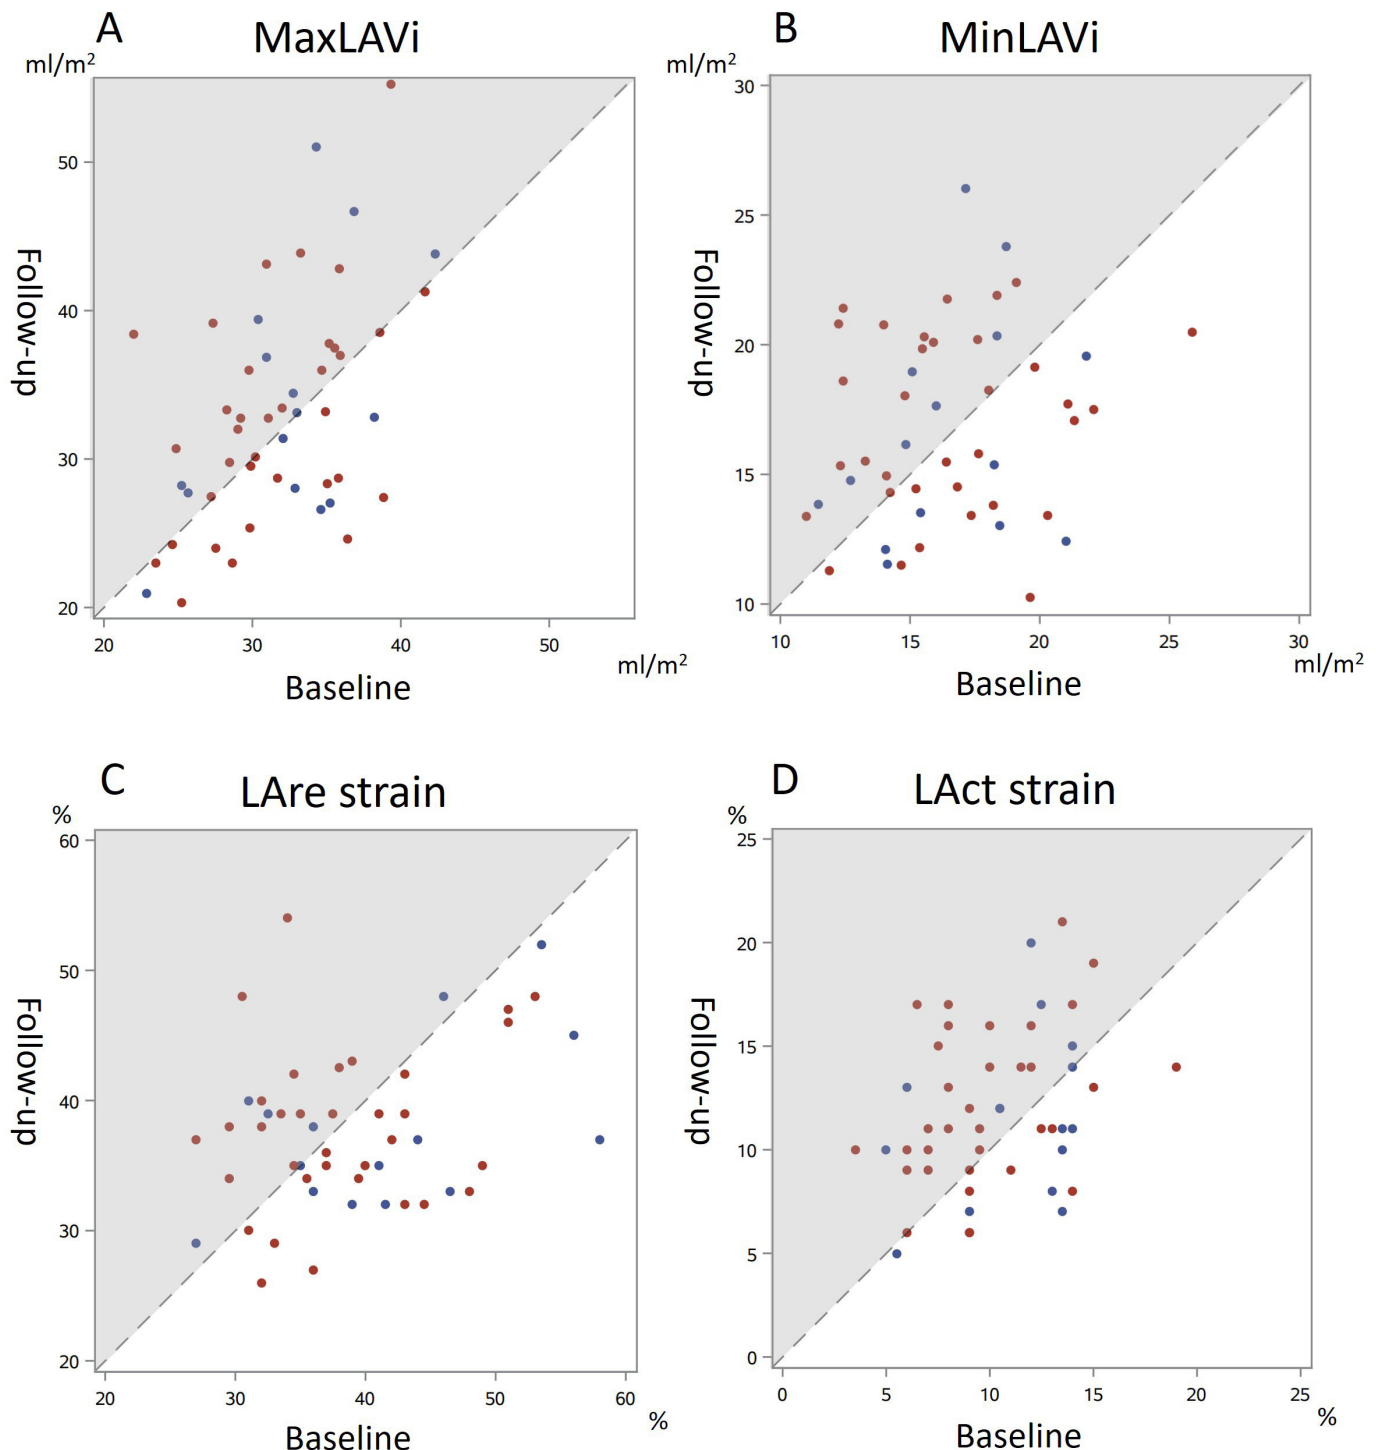 A
MaxLAVi
ml/m²
50
40
30
20
Follow-up
20 30 40 50
ml/m²
Baseline
B
MinLAVi
ml/m²
30
25
20
15
10
Follow-up
10 15 20 25 30
ml/m²
Baseline
C
LAre strain
%
60
50
40
30
20
Follow-up
20 30 40 50 60
%
Baseline
D
LAct strain
%
25
20
15
10
5
0
Follow-up
0 5 10 15 20 25
%
Baseline